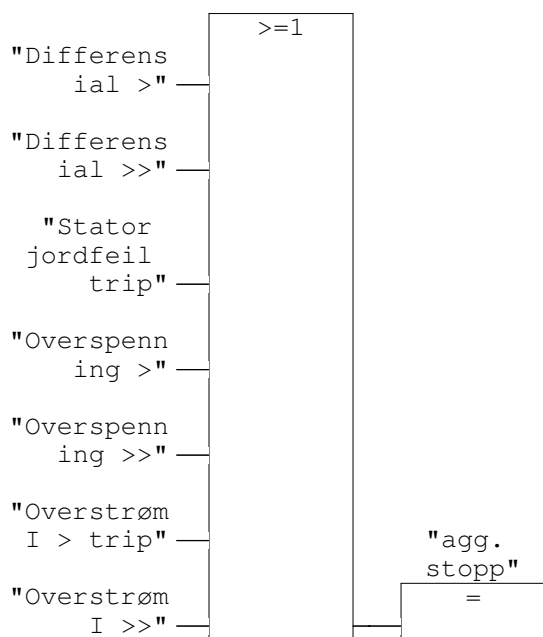 >=1
"Differens
ial >"
"Differens
ial >>"
"Stator
jordfeil
trip"
"Overspenn
ing >"
"Overspenn
ing >>"
"Overstrøm
I > trip"
"Overstrøm
I >>"
"agg.
stopp"
=